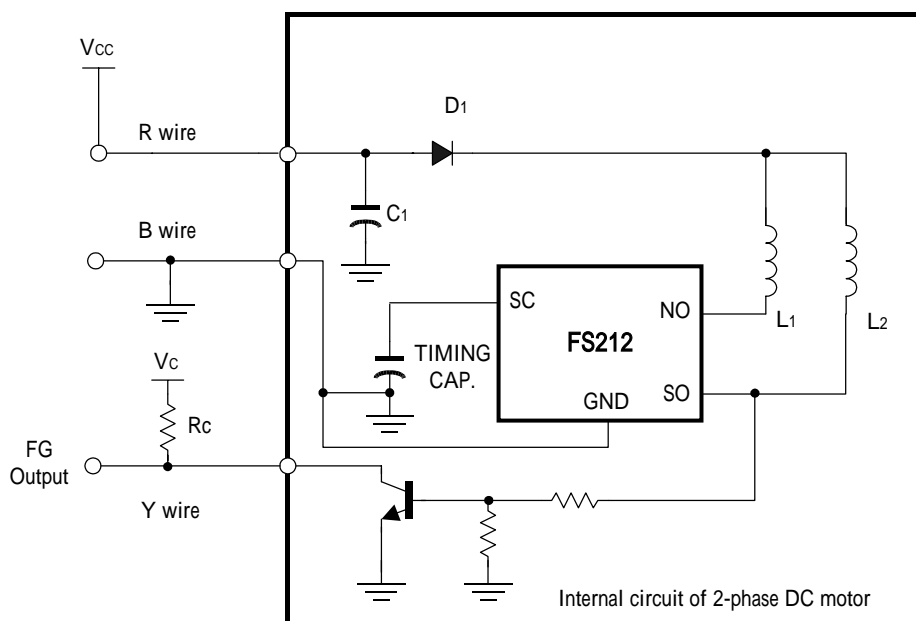 VCC
R wire
D1
C1
B wire
SC
NO
L1
L2
FS212
TIMING
CAP.
SO
GND
VC
RC
FG
Output
Y wire
Internal circuit of 2-phase DC motor